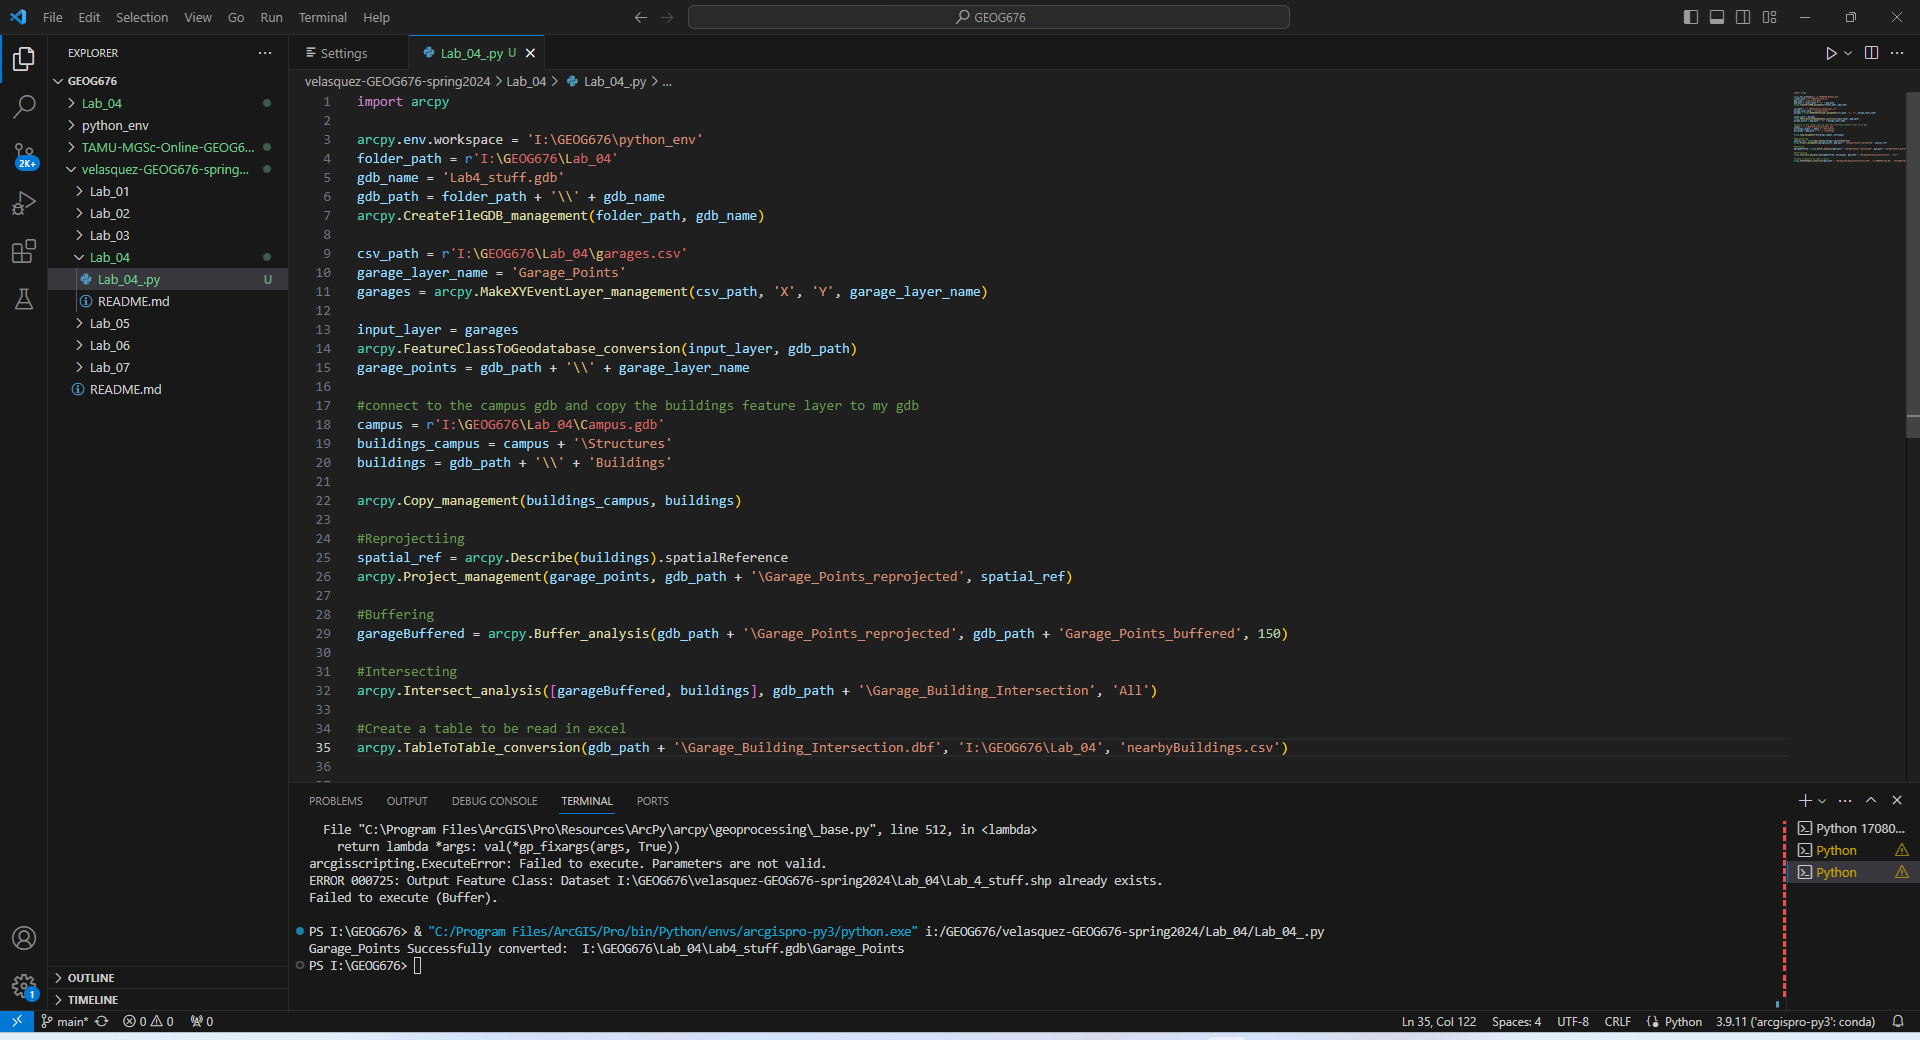 File Edit Selection View Go Run Terminal Help
GEOG676
EXPLORER
GEOG676
Lab_04
python_env
TAMU-MGSc-Online-GEOG6...
velasquez-GEOG676-spring...
Lab_01
Lab_02
Lab_03
Lab_04
Lab_04_.py U
README.md
Lab_05
Lab_06
Lab_07
README.md
OUTLINE
TIMELINE
2K+
1
Settings
Lab_04_.py U
velasquez-GEOG676-spring2024 > Lab_04 > Lab_04_.py > ...
1 import arcpy
2
3 arcpy.env.workspace = 'I:\GEOG676\python_env'
4 folder_path = r'I:\GEOG676\Lab_04'
5 gdb_name = 'Lab4_stuff.gdb'
6 gdb_path = folder_path + '\\' + gdb_name
7 arcpy.CreateFileGDB_management(folder_path, gdb_name)
8
9 csv_path = r'I:\GEOG676\Lab_04\garages.csv'
10 garage_layer_name = 'Garage_Points'
11 garages = arcpy.MakeXYEventLayer_management(csv_path, 'X', 'Y', garage_layer_name)
12
13 input_layer = garages
14 arcpy.FeatureClassToGeodatabase_conversion(input_layer, gdb_path)
15 garage_points = gdb_path + '\\' + garage_layer_name
16
17 #connect to the campus gdb and copy the buildings feature layer to my gdb
18 campus = r'I:\GEOG676\Lab_04\Campus.gdb'
19 buildings_campus = campus + '\Structures'
20 buildings = gdb_path + '\\' + 'Buildings'
21
22 arcpy.Copy_management(buildings_campus, buildings)
23
24 #Reprojectiing
25 spatial_ref = arcpy.Describe(buildings).spatialReference
26 arcpy.Project_management(garage_points, gdb_path + '\Garage_Points_reprojected', spatial_ref)
27
28 #Buffering
29 garageBuffered = arcpy.Buffer_analysis(gdb_path + '\Garage_Points_reprojected', gdb_path + 'Garage_Points_buffered', 150)
30
31 #Intersecting
32 arcpy.Intersect_analysis([garageBuffered, buildings], gdb_path + '\Garage_Building_Intersection', 'All')
33
34 #Create a table to be read in excel
35 arcpy.TableToTable_conversion(gdb_path + '\Garage_Building_Intersection.dbf', 'I:\GEOG676\Lab_04', 'nearbyBuildings.csv')
36
PROBLEMS OUTPUT DEBUG CONSOLE TERMINAL PORTS
File "C:\Program Files\ArcGIS\Pro\Resources\ArcPy\arcpy\geoprocessing\_base.py", line 512, in <lambda>
return lambda *args: val(*gp_fixargs(args, True))
arcgisscripting.ExecuteError: Failed to execute. Parameters are not valid.
ERROR 000725: Output Feature Class: Dataset I:\GEOG676\velasquez-GEOG676-spring2024\Lab_04\Lab_4_stuff.shp already exists.
Failed to execute (Buffer).
PS I:\GEOG676> & "C:/Program Files/ArcGIS/Pro/bin/Python/envs/arcgispro-py3/python.exe" i:/GEOG676/velasquez-GEOG676-spring2024/Lab_04/Lab_04_.py
Garage_Points Successfully converted:  I:\GEOG676\Lab_04\Lab4_stuff.gdb\Garage_Points
PS I:\GEOG676>
Python 17080...
Python
Python
main* 0 0 0
Ln 35, Col 122 Spaces: 4 UTF-8 CRLF Python 3.9.11 ('arcgispro-py3': conda)